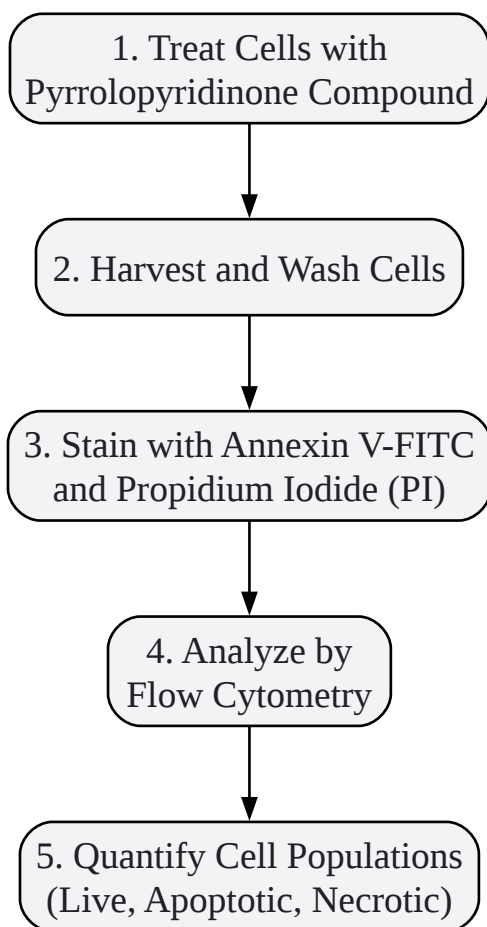 1. Treat Cells with
Pyrrolopyridinone Compound
2. Harvest and Wash Cells
3. Stain with Annexin V-FITC
and Propidium Iodide (PI)
4. Analyze by
Flow Cytometry
5. Quantify Cell Populations
(Live, Apoptotic, Necrotic)